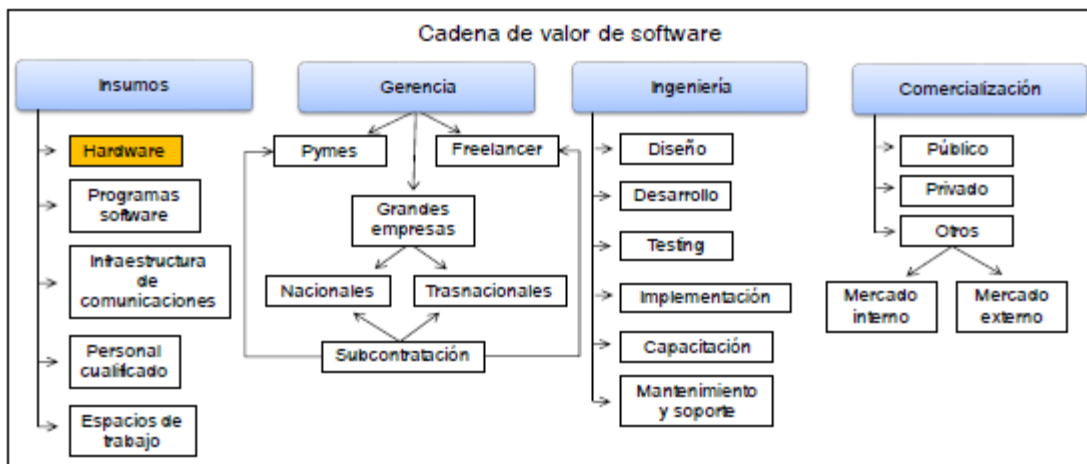 Cadena de valor de software
Insumos
Hardware
Programas
software
Infraestructura
de
comunicaciones
Personal
cualificado
Espacios de
trabajo
Gerencia
Pymes
Freelancer
Grandes
empresas
Nacionales
Trasnacionales
Subcontratación
Ingeniería
Diseño
Desarrollo
Testing
Implementación
Capacitación
Mantenimiento
y soporte
Comercialización
Público
Privado
Otros
Mercado
interno
Mercado
externo